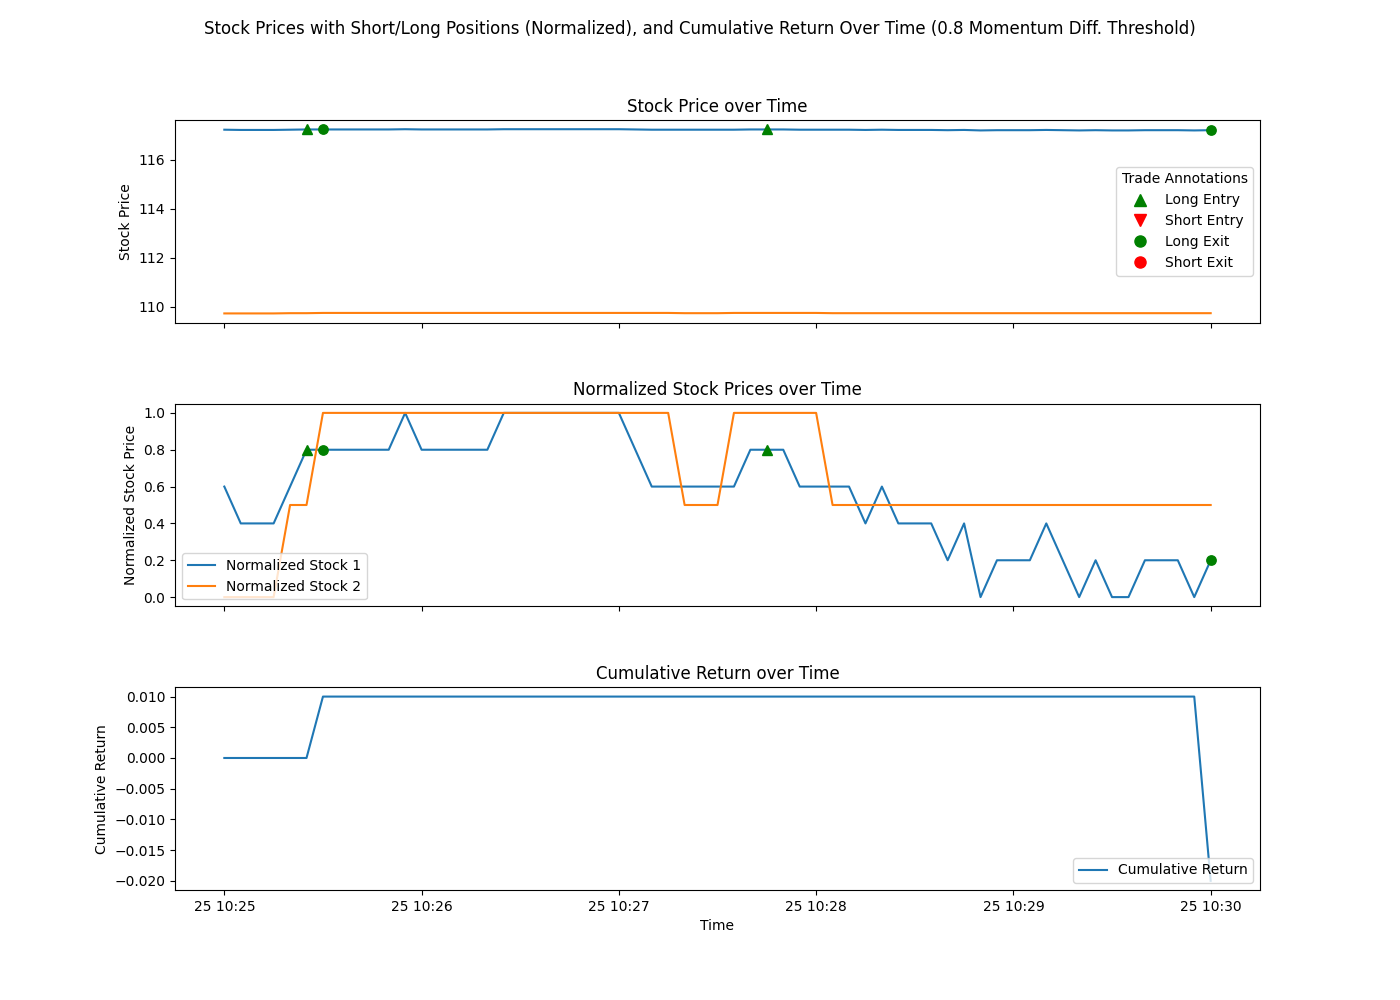 Stock Prices with Short/Long Positions (Normalized), and Cumulative Return Over Time (0.8 Momentum Diff. Threshold)
Stock Price over Time
Stock Price
116
114
112
110
Trade Annotations
Long Entry
Short Entry
Long Exit
Short Exit
Normalized Stock Prices over Time
Normalized Stock Price
1.0
0.8
0.6
0.4
0.2
0.0
Normalized Stock 1
Normalized Stock 2
Cumulative Return over Time
Cumulative Return
0.010
0.005
0.000
−0.005
−0.010
−0.015
−0.020
Cumulative Return
25 10:25
25 10:26
25 10:27
25 10:28
25 10:29
25 10:30
Time